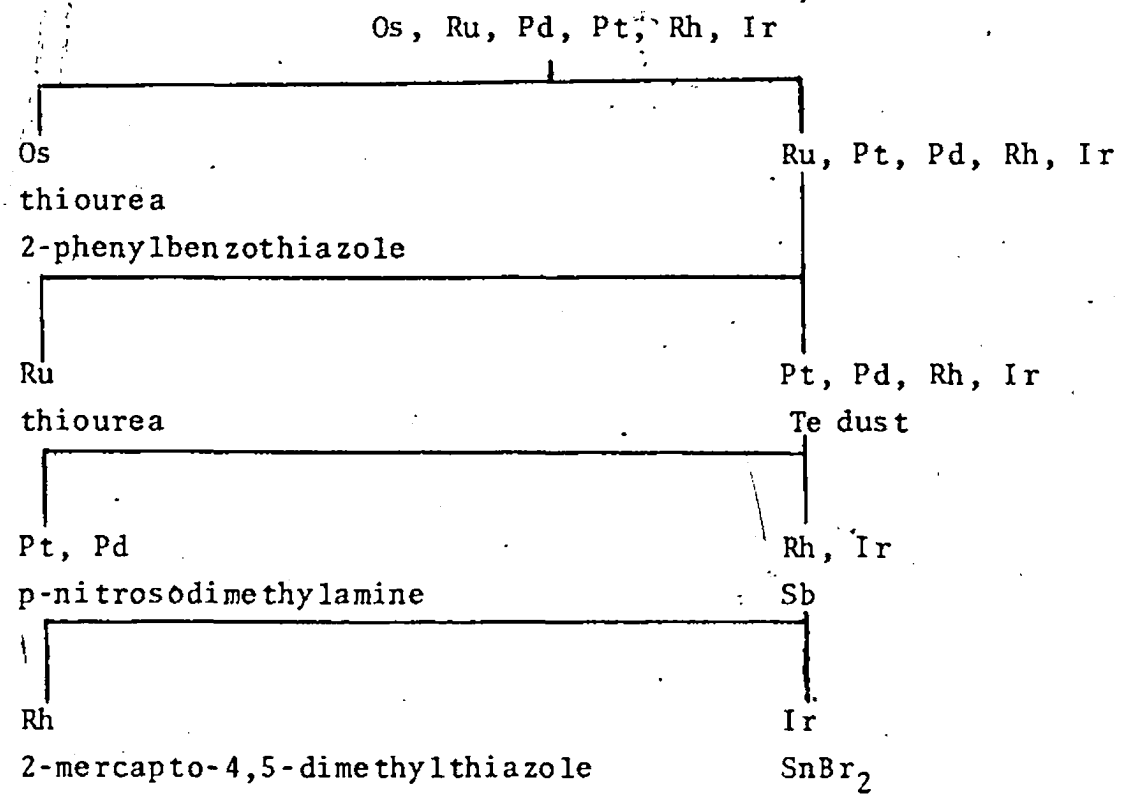 Os, Ru, Pd, Pt, Rh, Ir
Os
Ru, Pt, Pd, Rh, Ir
thiourea
2-phenylbenzothiazole
Ru
Pt, Pd, Rh, Ir
thiourea
Te dust
Pt, Pd
Rh, Ir
p-nitrosodimethylamine
Sb
Rh
Ir
2-mercapto-4,5-dimethylthiazole
SnBr₂